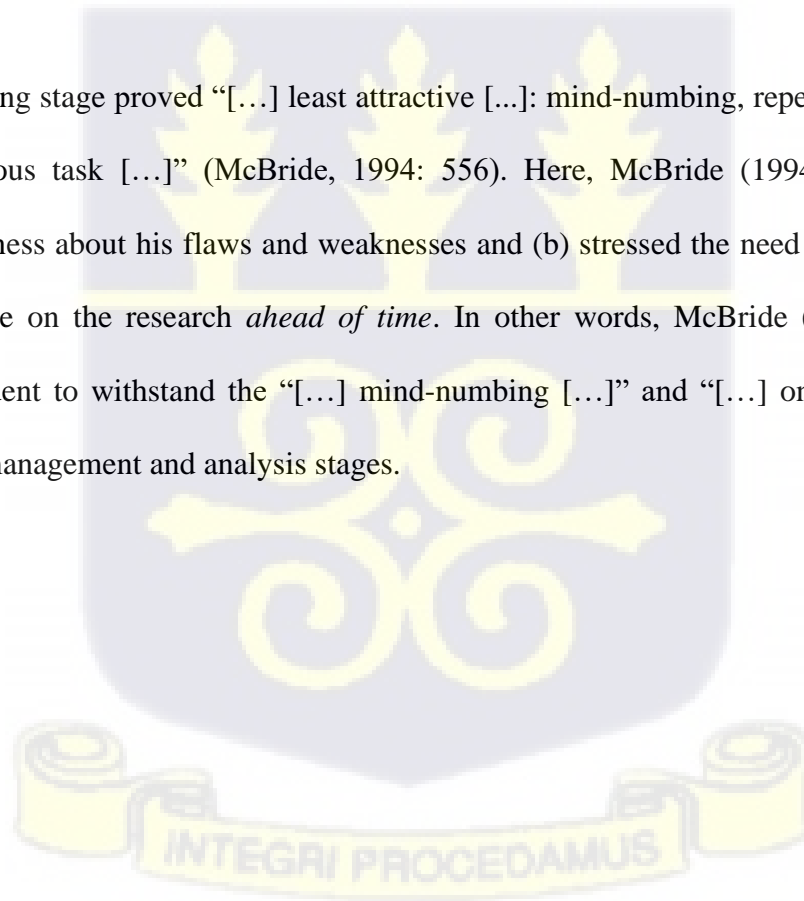 ng stage proved “[…] least attractive [...]: mind-numbing, repe
ous task […]” (McBride, 1994: 556). Here, McBride (1994
ness about his flaws and weaknesses and (b) stressed the need
e on the research ahead of time. In other words, McBride (
lent to withstand the “[…] mind-numbing […]” and “[…] on
nanagement and analysis stages.
INTEGRI PROCEDAMUS